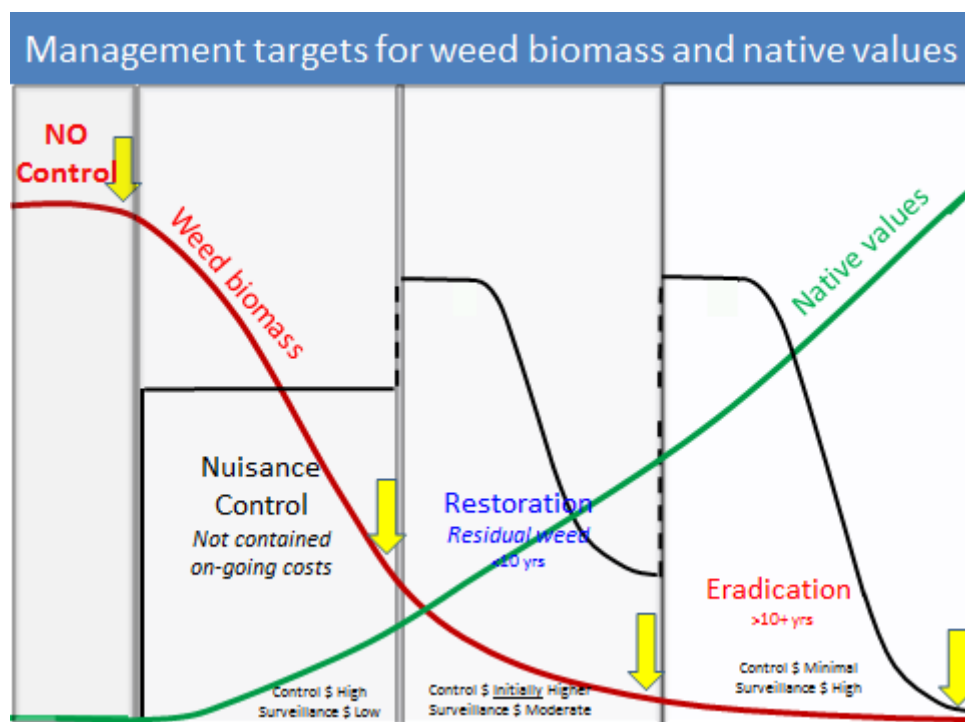 Management targets for weed biomass and native values
NO
Control
Weed biomass
Native values
Nuisance
Control
Not contained
on-going costs
Restoration
Residual weed
<10 yrs
Eradication
>10+ yrs
Control $ High
Surveillance $ Low
Control $ Initially Higher
Surveillance $ Moderate
Control $ Minimal
Surveillance $ High